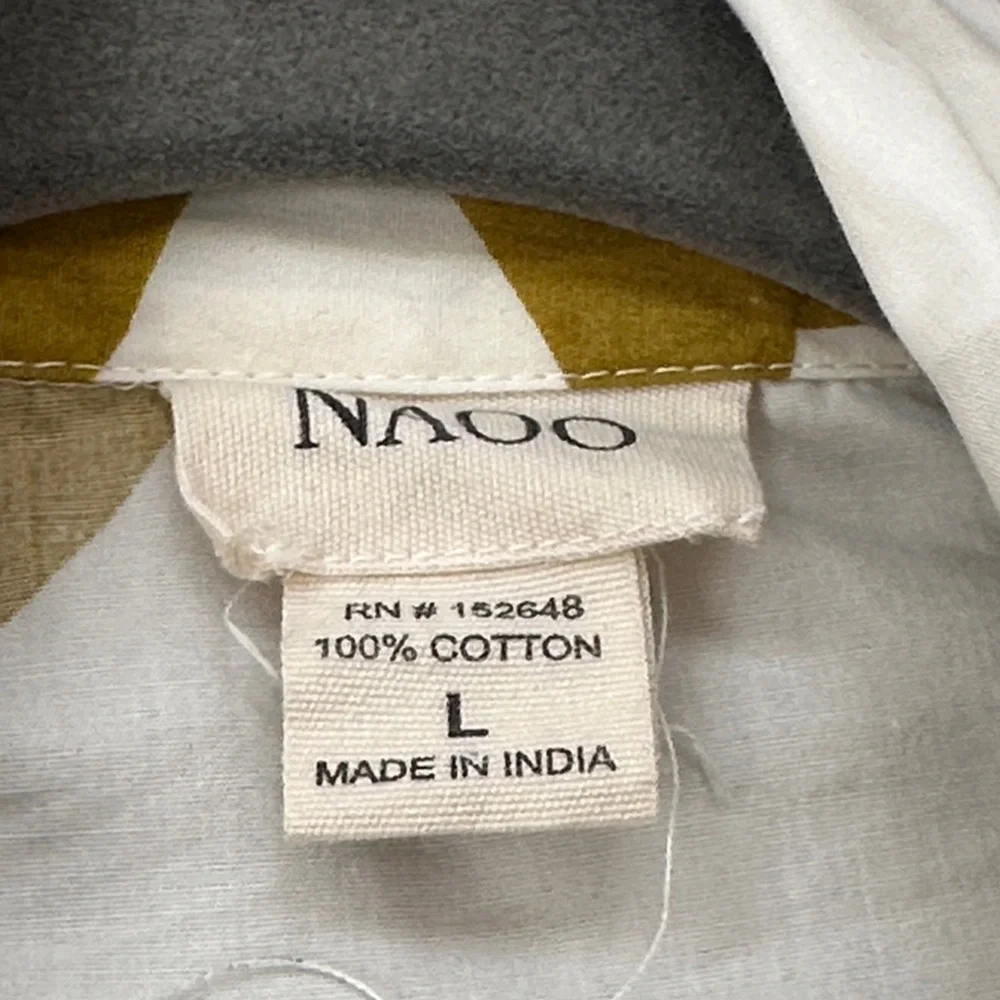 NAOO
RN # 152648
100% COTTON
L
MADE IN INDIA